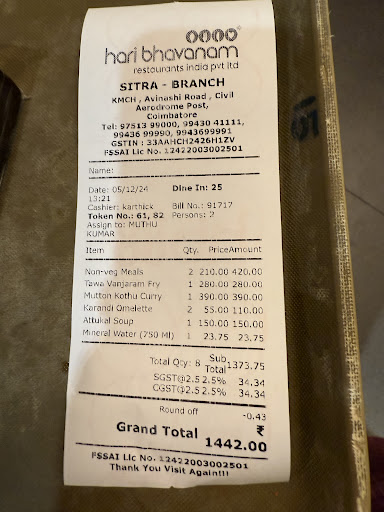 hari bhavanam
restaurants india pvt ltd
SITRA - BRANCH
KMCH , Avinashi Road , Civil
Aerodrome Post,
Coimbatore
Tel: 97513 99000, 99430 41111,
99436 99990, 9943699991
GSTIN : 33AAHCH2426H1ZV
FSSAI Lic No. 12422003002501
Name:
Date: 05/12/24 Dine In: 25
13:21
Cashier: karthick Bill No.: 91717
Token No.: 61, 82 Persons: 2
Assign to: MUTHU
KUMAR
Item Qty. Price Amount
Non-veg Meals 2 210.00 420.00
Tawa Vanjaram Fry 1 280.00 280.00
Mutton Kothu Curry 1 390.00 390.00
Karandi Omelette 2 55.00 110.00
Attukal Soup 1 150.00 150.00
Mineral Water (750 Ml) 1 23.75 23.75
Total Qty: 8 Sub Total 1373.75
SGST@2.5 2.5% 34.34
CGST@2.5 2.5% 34.34
Round off -0.43
Grand Total ₹ 1442.00
FSSAI Lic No. 12422003002501
Thank You Visit Again!!!